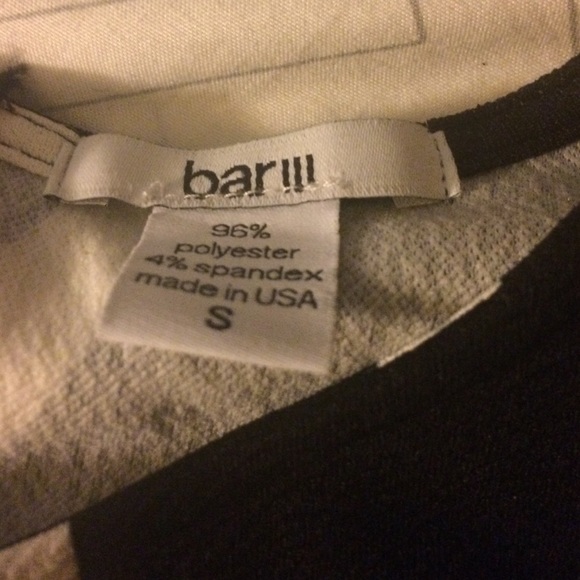 bar III
96%
polyester
4% spandex
made in USA
S